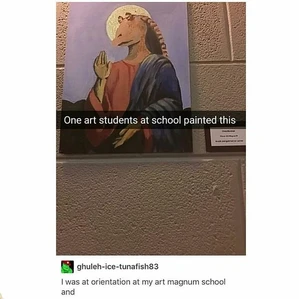 One art students at school painted this
ghuleh-ice-tunafish83
I was at orientation at my art magnum school
and